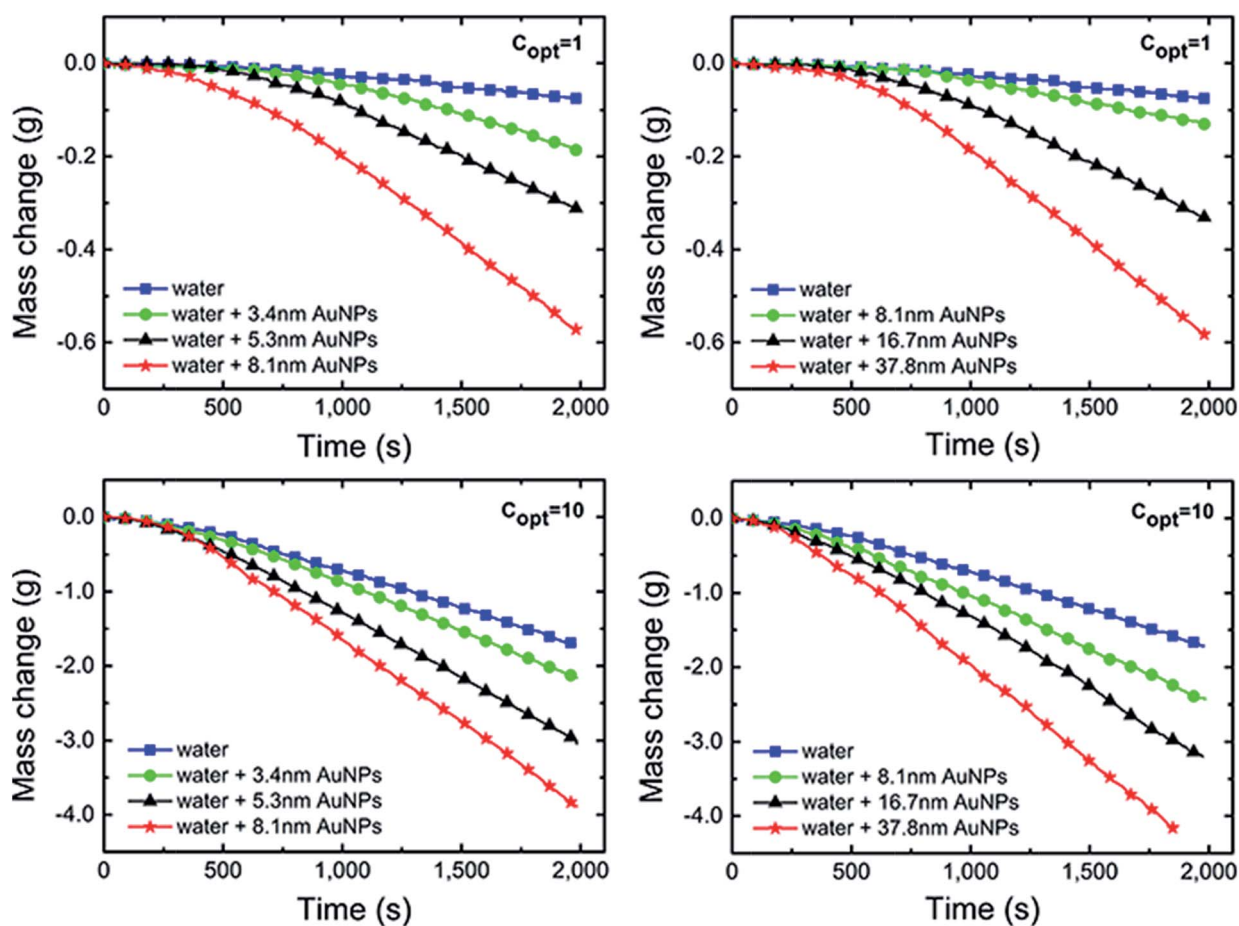 C_opt=1
0.0
-0.2
-0.4
-0.6
Mass change (g)
water
water + 3.4nm AuNPs
water + 5.3nm AuNPs
water + 8.1nm AuNPs
0 500 1,000 1,500 2,000
Time (s)
C_opt=1
0.0
-0.2
-0.4
-0.6
Mass change (g)
water
water + 8.1nm AuNPs
water + 16.7nm AuNPs
water + 37.8nm AuNPs
0 500 1,000 1,500 2,000
Time (s)
C_opt=10
0.0
-1.0
-2.0
-3.0
-4.0
Mass change (g)
water
water + 3.4nm AuNPs
water + 5.3nm AuNPs
water + 8.1nm AuNPs
0 500 1,000 1,500 2,000
Time (s)
C_opt=10
0.0
-1.0
-2.0
-3.0
-4.0
Mass change (g)
water
water + 8.1nm AuNPs
water + 16.7nm AuNPs
water + 37.8nm AuNPs
0 500 1,000 1,500 2,000
Time (s)